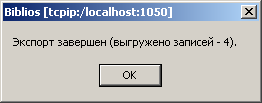 Biblios [tcpip:/localhost:1050]
Экспорт завершен (выгружено записей - 4).
OK